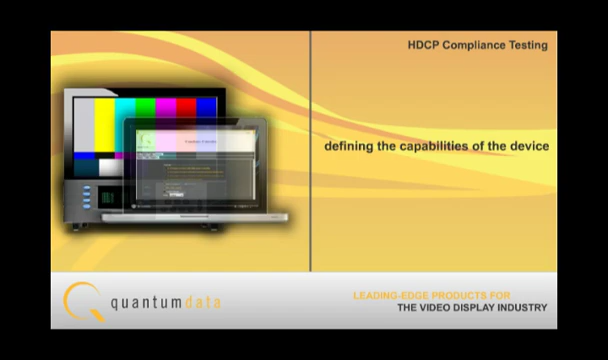 HDCP Compliance Testing
defining the capabilities of the device
quantumdata
LEADING-EDGE PRODUCTS FOR
THE VIDEO DISPLAY INDUSTRY